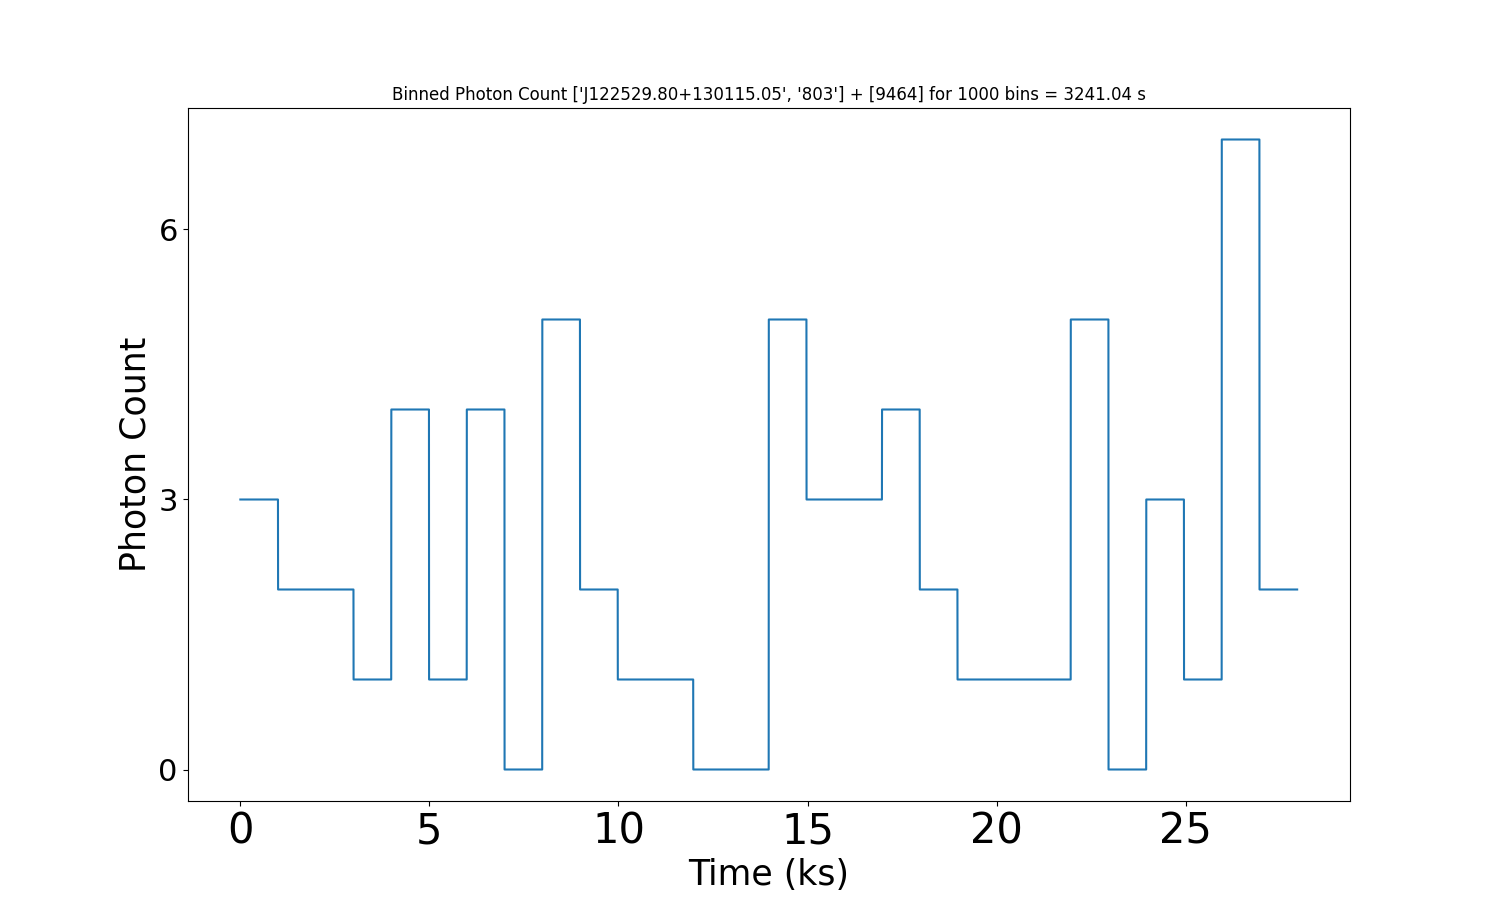 Binned Photon Count ['J122529.80+130115.05', '803'] + [9464] for 1000 bins = 3241.04 s
6
3
0
Photon Count
0 5 10 15 20 25
Time (ks)